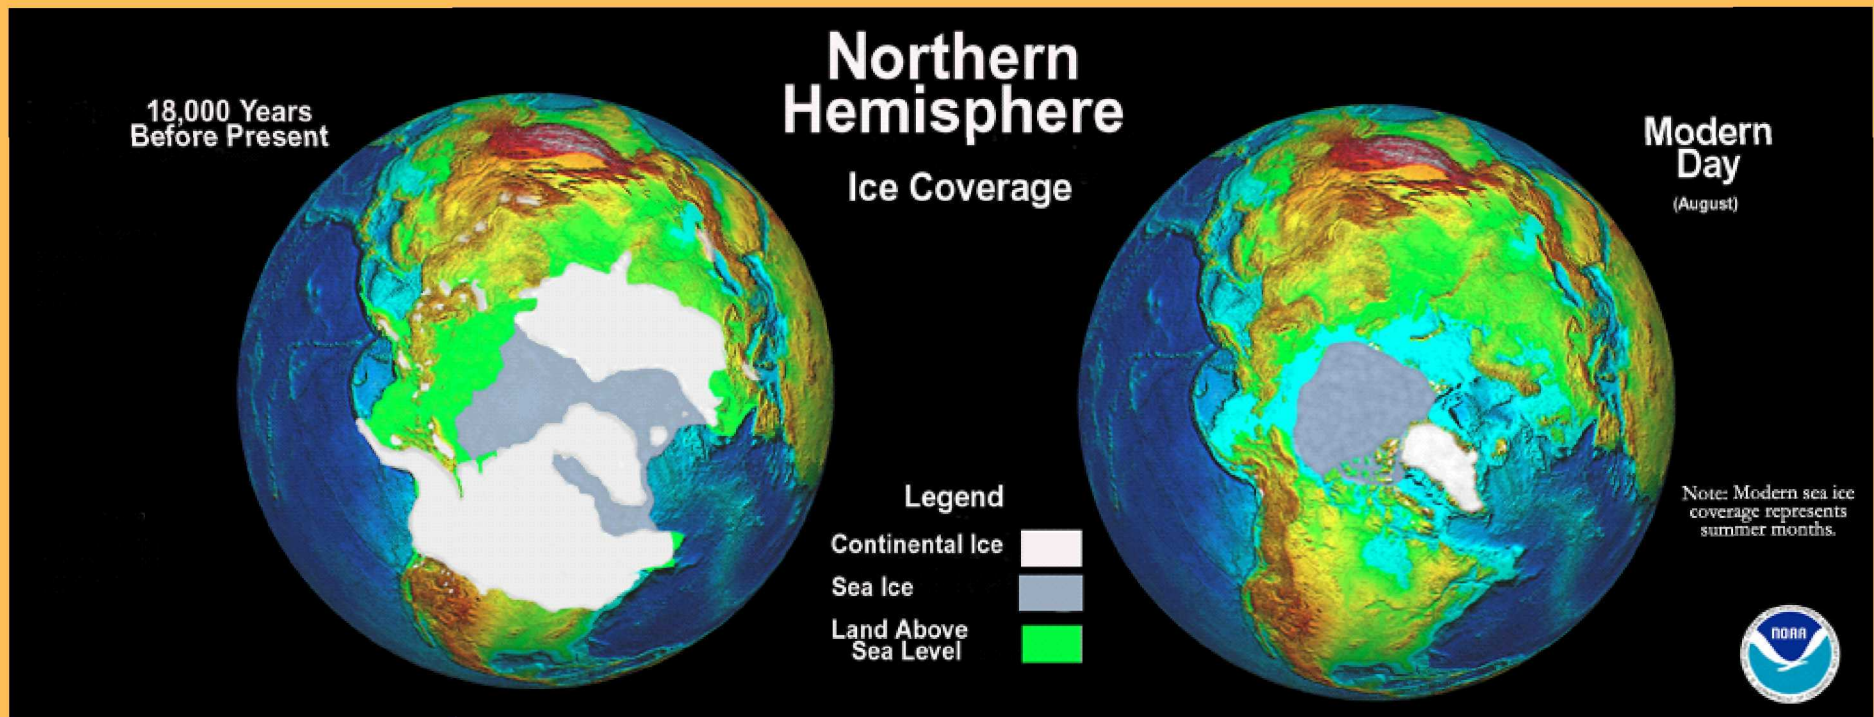 Northern
Hemisphere
Ice Coverage
18,000 Years
Before Present
Modern
Day
(August)
Legend
Continental Ice
Sea Ice
Land Above
Sea Level
Note: Modern sea ice
coverage represents
summer months.
NOAA